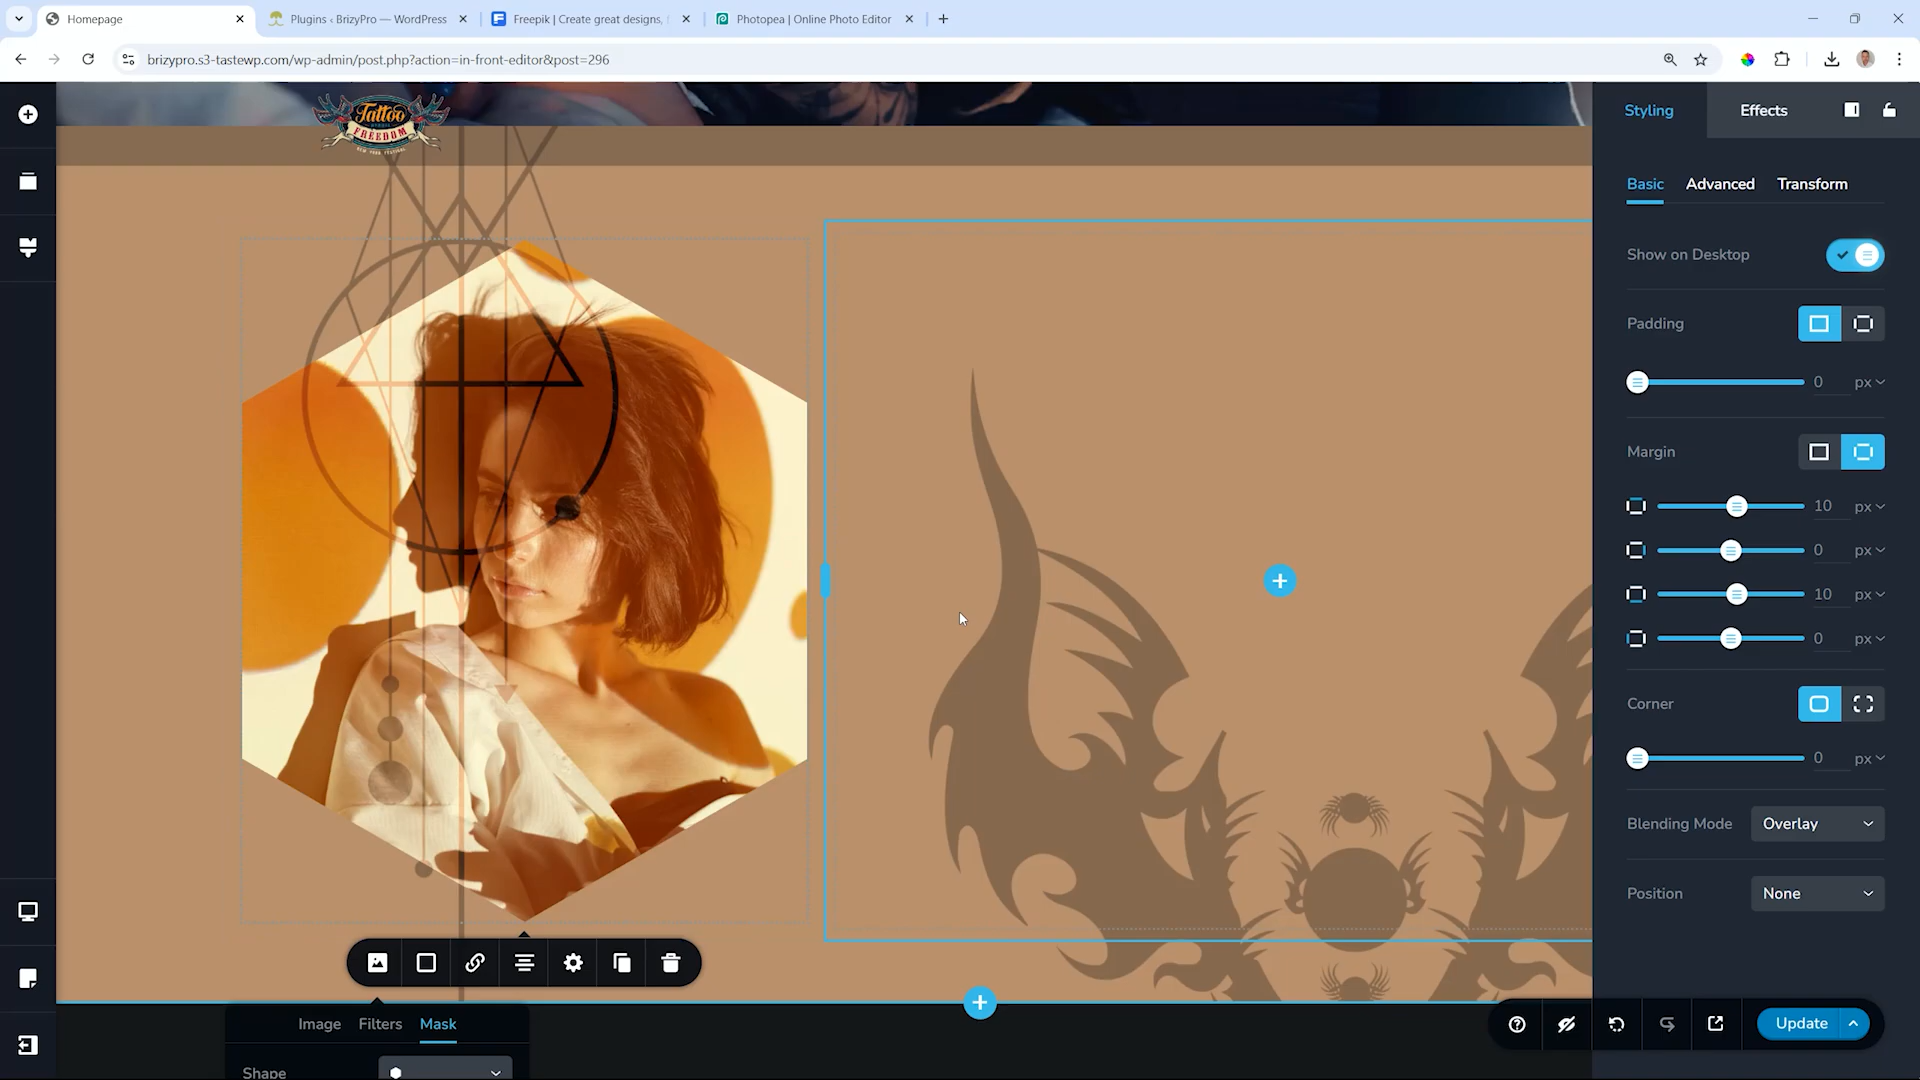 Homepage
Plugins ‹ BrizyPro — WordPress
Freepik | Create great designs,
Photopea | Online Photo Editor
brizypro.s3-tastewp.com/wp-admin/post.php?action=in-front-editor&post=296
Tattoo
FREEDOM
Styling
Effects
Basic
Advanced
Transform
Show on Desktop
Padding
0 px
Margin
10 px
0 px
10 px
0 px
Corner
0 px
Blending Mode
Overlay
Position
None
Image
Filters
Mask
Shape
Update